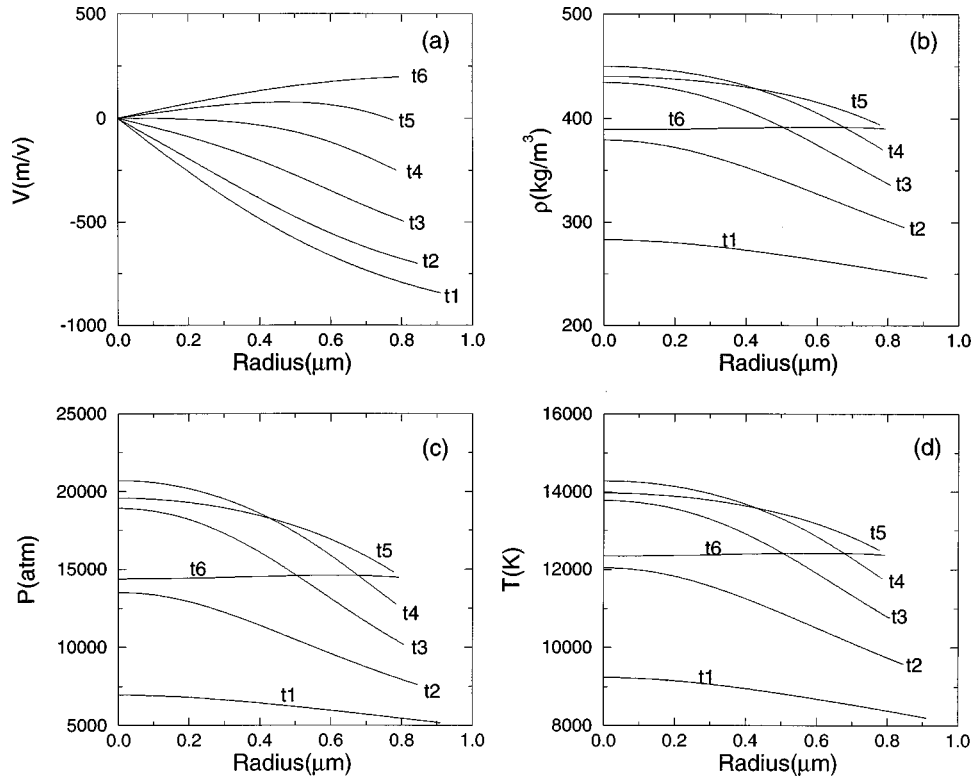 500
(a)
t6
0
t5
t4
V(m/v)
-500
t3
t2
t1
-1000
0.0 0.2 0.4 0.6 0.8 1.0
Radius(μm)
500
(b)
t5
t6
400
t4
ρ(kg/m³)
t3
300
t2
t1
200
0.0 0.2 0.4 0.6 0.8 1.0
Radius(μm)
25000
(c)
20000
t5
P(atm)
15000
t6
t4
t3
10000
t2
t1
5000
0.0 0.2 0.4 0.6 0.8 1.0
Radius(μm)
16000
(d)
14000
t5
t6
T(K)
12000
t4
t3
10000
t2
t1
8000
0.0 0.2 0.4 0.6 0.8 1.0
Radius(μm)